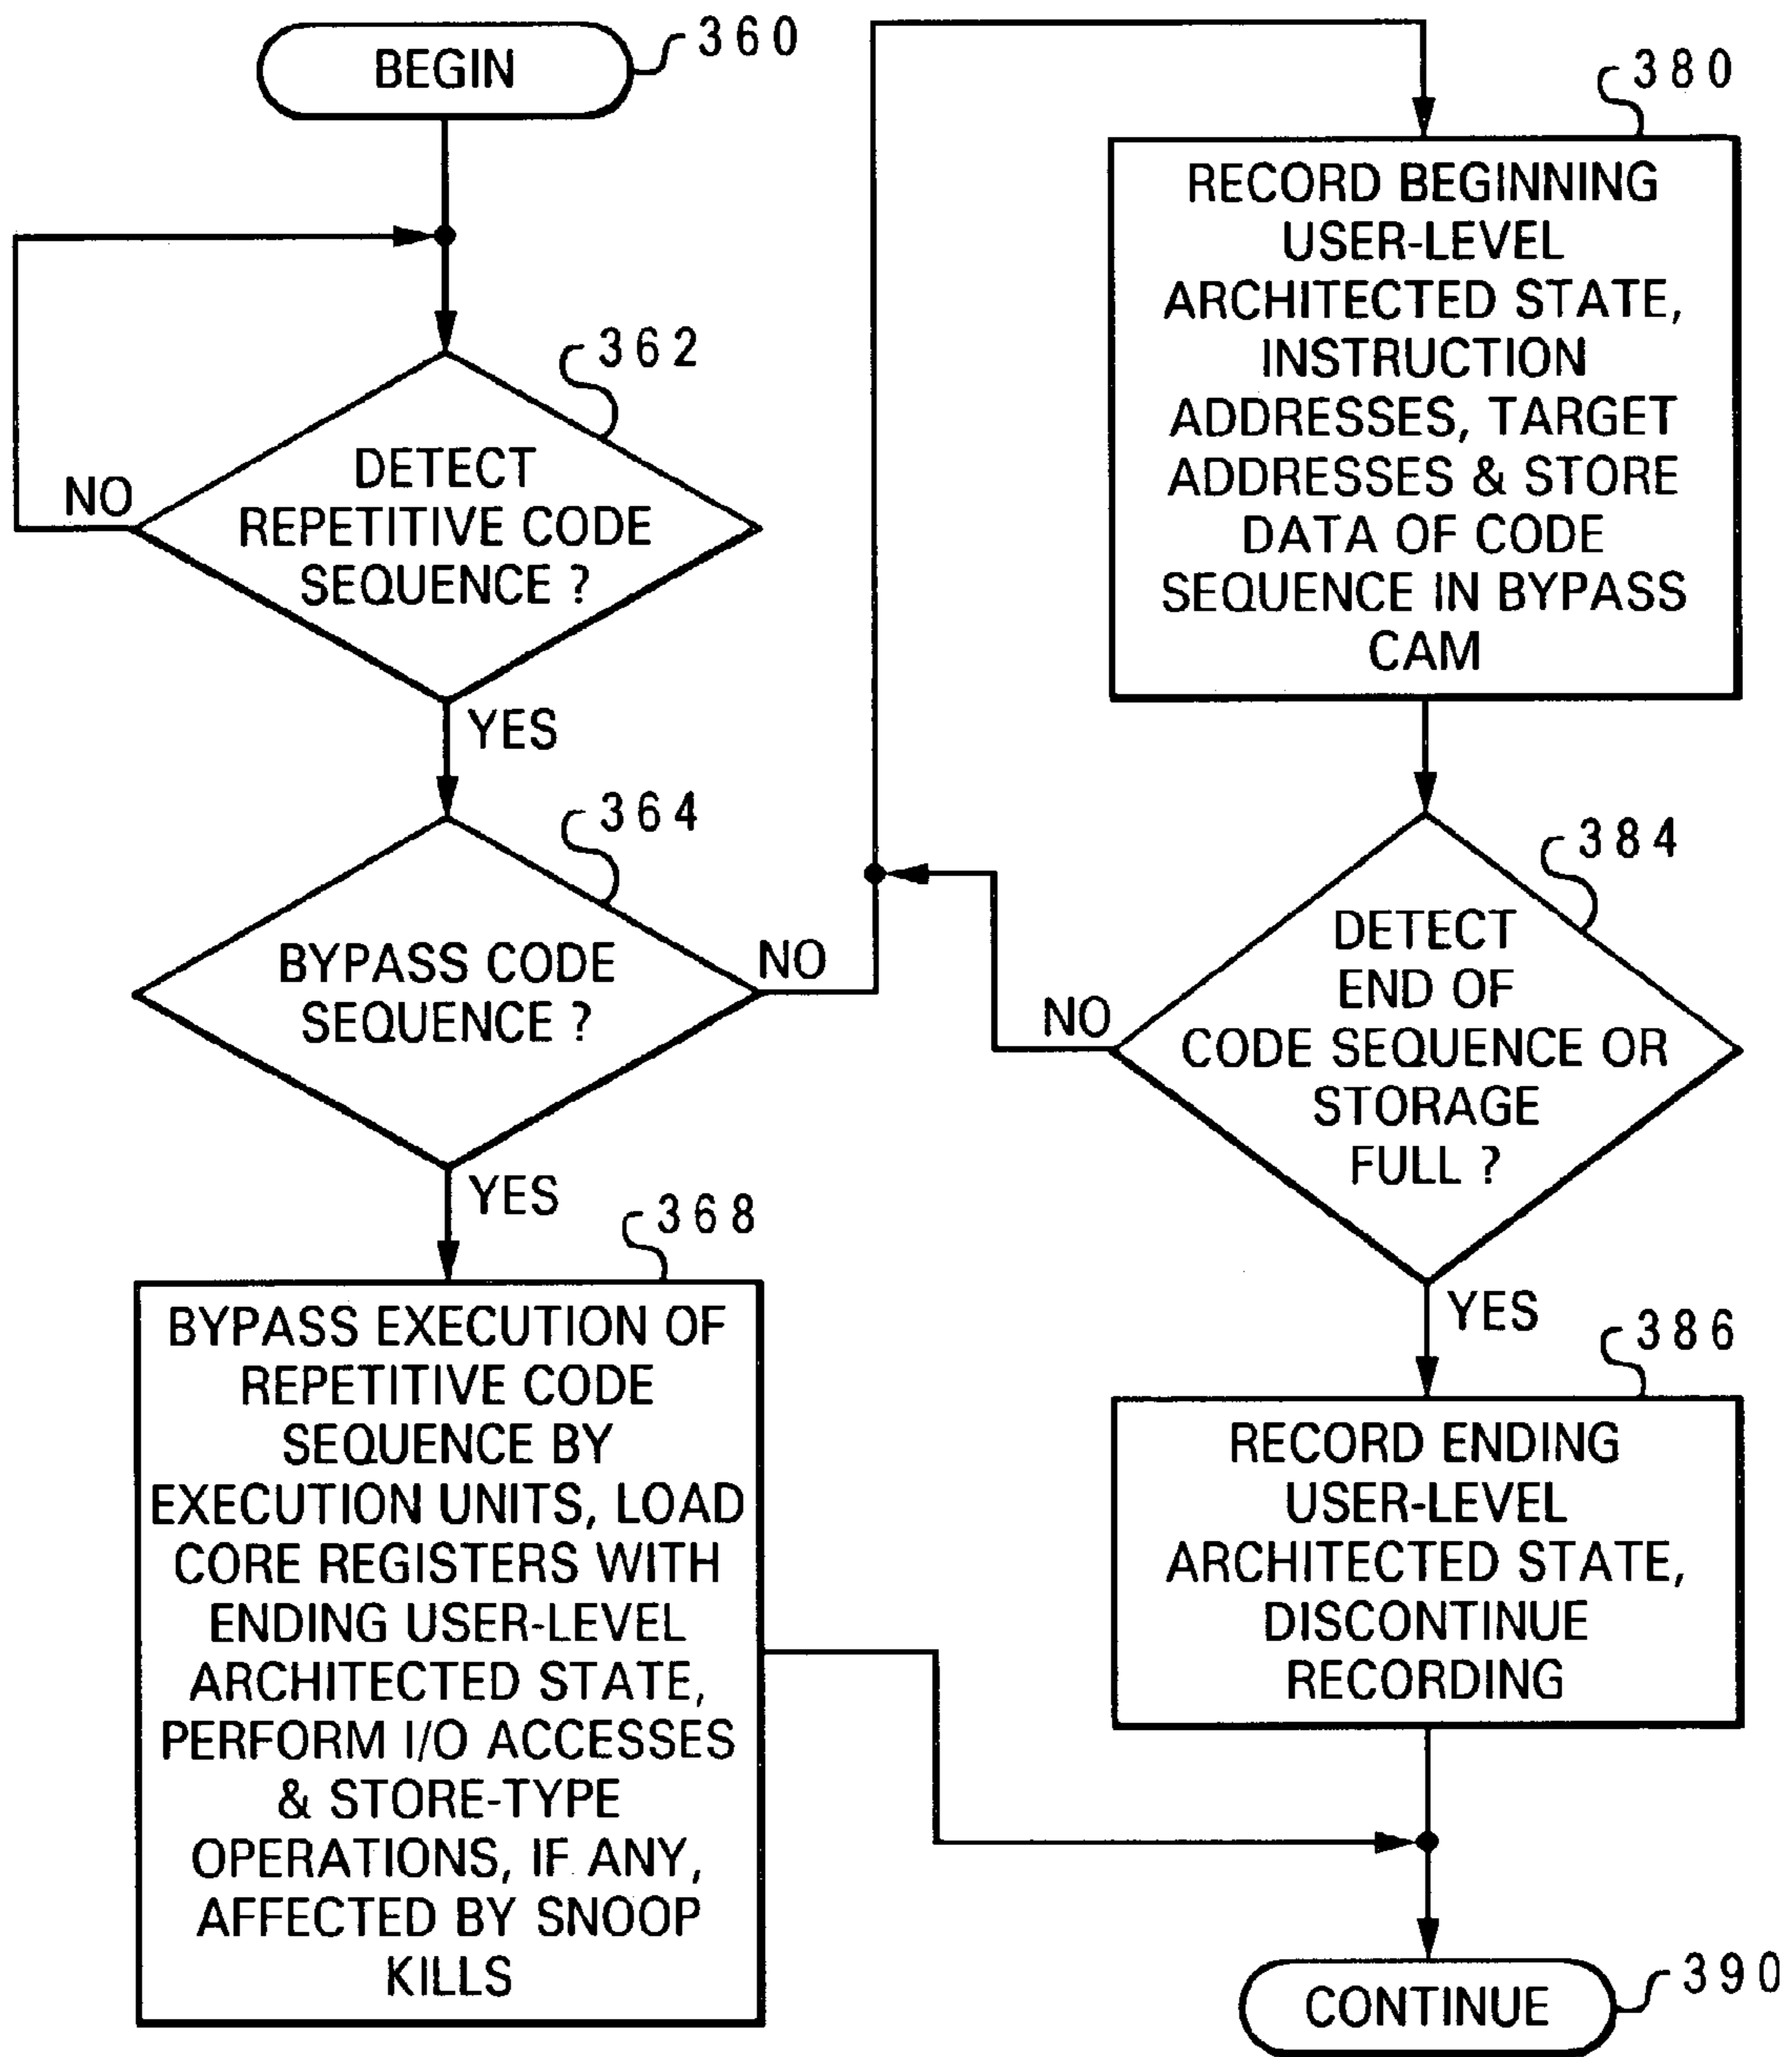 BEGIN
360
362
DETECT
REPETITIVE CODE
SEQUENCE ?
NO
YES
364
BYPASS CODE
SEQUENCE ?
NO
YES
368
BYPASS EXECUTION OF
REPETITIVE CODE
SEQUENCE BY
EXECUTION UNITS, LOAD
CORE REGISTERS WITH
ENDING USER-LEVEL
ARCHITECTED STATE,
PERFORM I/O ACCESSES
& STORE-TYPE
OPERATIONS, IF ANY,
AFFECTED BY SNOOP
KILLS
380
RECORD BEGINNING
USER-LEVEL
ARCHITECTED STATE,
INSTRUCTION
ADDRESSES, TARGET
ADDRESSES & STORE
DATA OF CODE
SEQUENCE IN BYPASS
CAM
384
DETECT
END OF
CODE SEQUENCE OR
STORAGE
FULL ?
NO
YES
386
RECORD ENDING
USER-LEVEL
ARCHITECTED STATE,
DISCONTINUE
RECORDING
CONTINUE
390